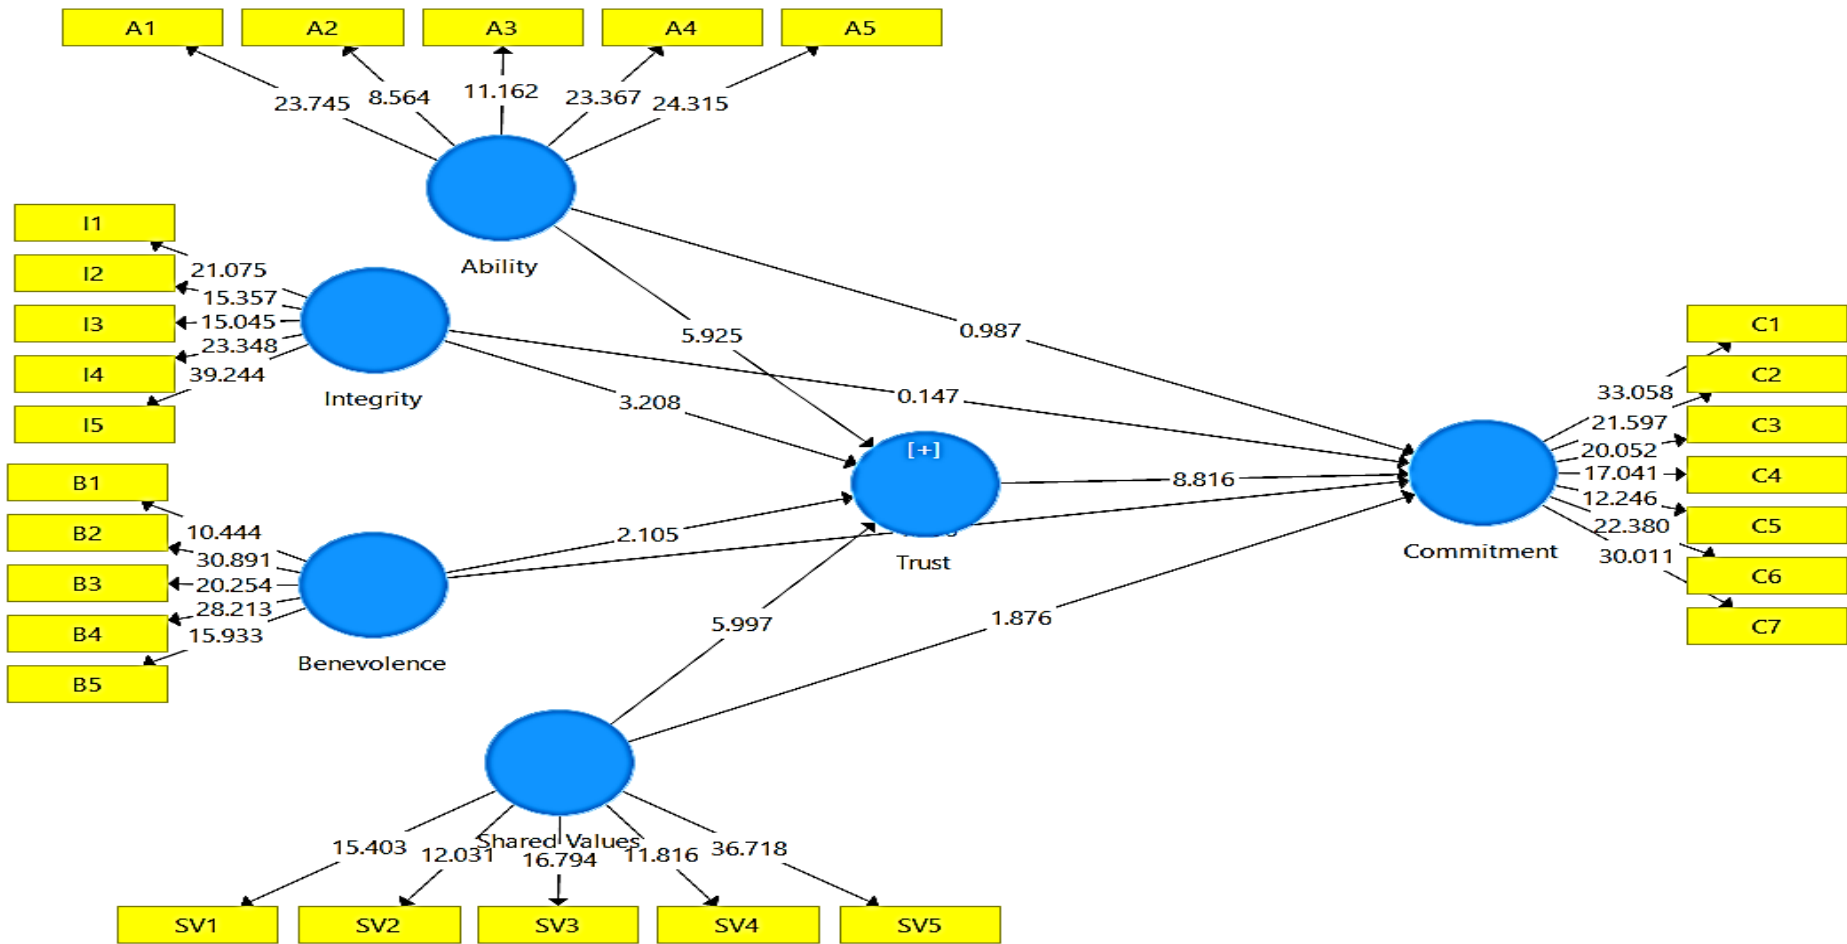 A1
A2
A3
A4
A5
23.745
8.564
11.162
23.367
24.315
Ability
I1
I2
I3
I4
I5
21.075
15.357
15.045
23.348
39.244
Integrity
B1
B2
B3
B4
B5
10.444
30.891
20.254
28.213
15.933
Benevolence
5.925
0.987
3.208
0.147
2.105
5.997
1.876
[+]
Trust
8.816
Commitment
33.058
21.597
20.052
17.041
12.246
22.380
30.011
C1
C2
C3
C4
C5
C6
C7
Shared Values
15.403
12.031
16.794
11.816
36.718
SV1
SV2
SV3
SV4
SV5